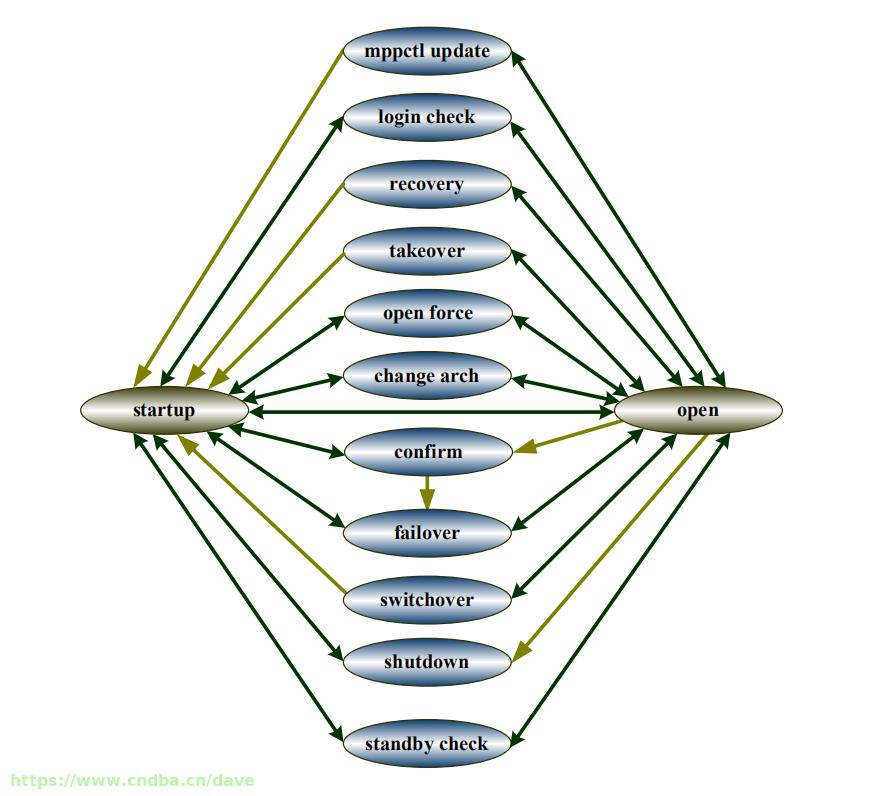 mppctl update
login check
recovery
takeover
open force
change arch
startup
open
confirm
failover
switchover
shutdown
standby check
https://www.cndba.cn/dave